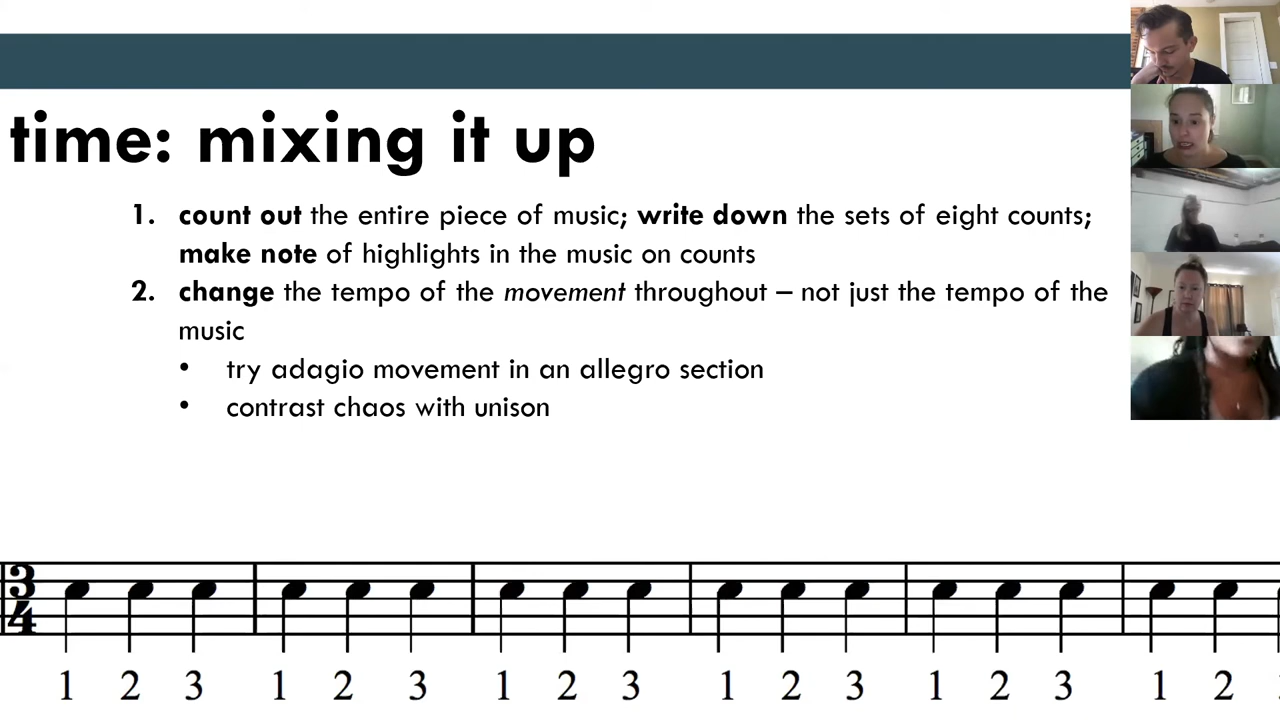 time: mixing it up
1. count out the entire piece of music; write down the sets of eight counts;
make note of highlights in the music on counts
2. change the tempo of the movement throughout – not just the tempo of the
music
• try adagio movement in an allegro section
• contrast chaos with unison
3
4
1 2 3 1 2 3 1 2 3 1 2 3 1 2 3 1 2